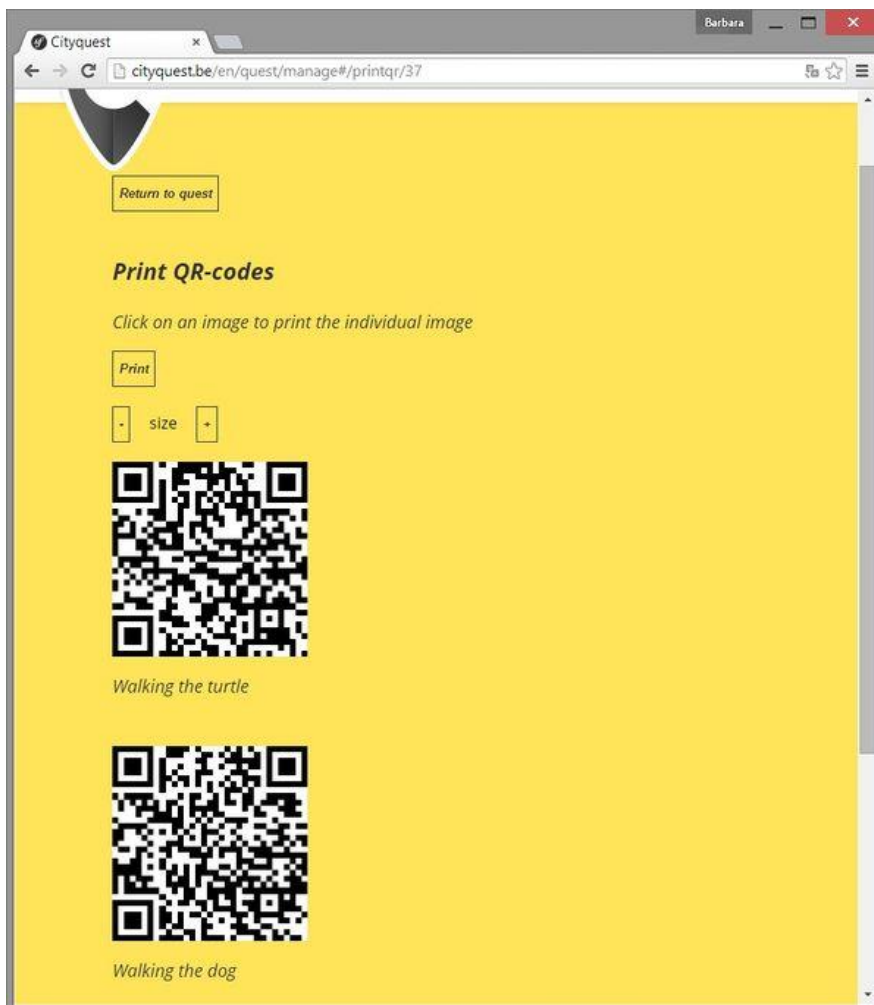 Barbara
Cityquest
cityquest.be/en/quest/manage#/printqr/37
Return to quest
Print QR-codes
Click on an image to print the individual image
Print
- size +
Walking the turtle
Walking the dog